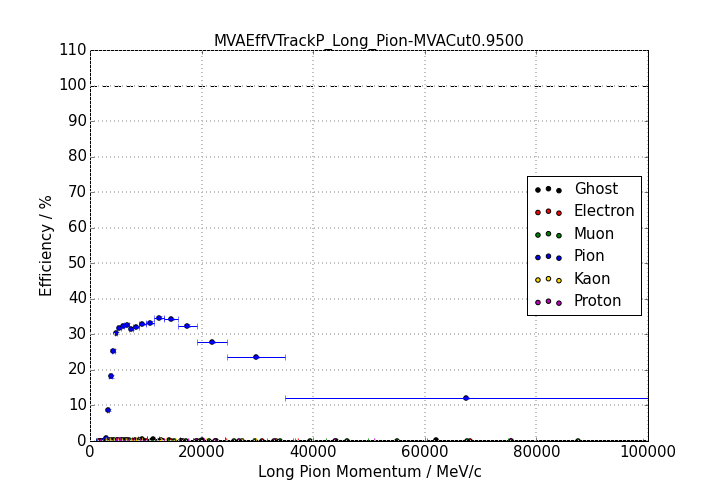 MVAEffVTrackP_Long_Pion-MVACut0.9500
110
100
90
80
70
60
50
40
30
20
10
0
Efficiency / %
Ghost
Electron
Muon
Pion
Kaon
Proton
0 20000 40000 60000 80000 100000
Long Pion Momentum / MeV/c